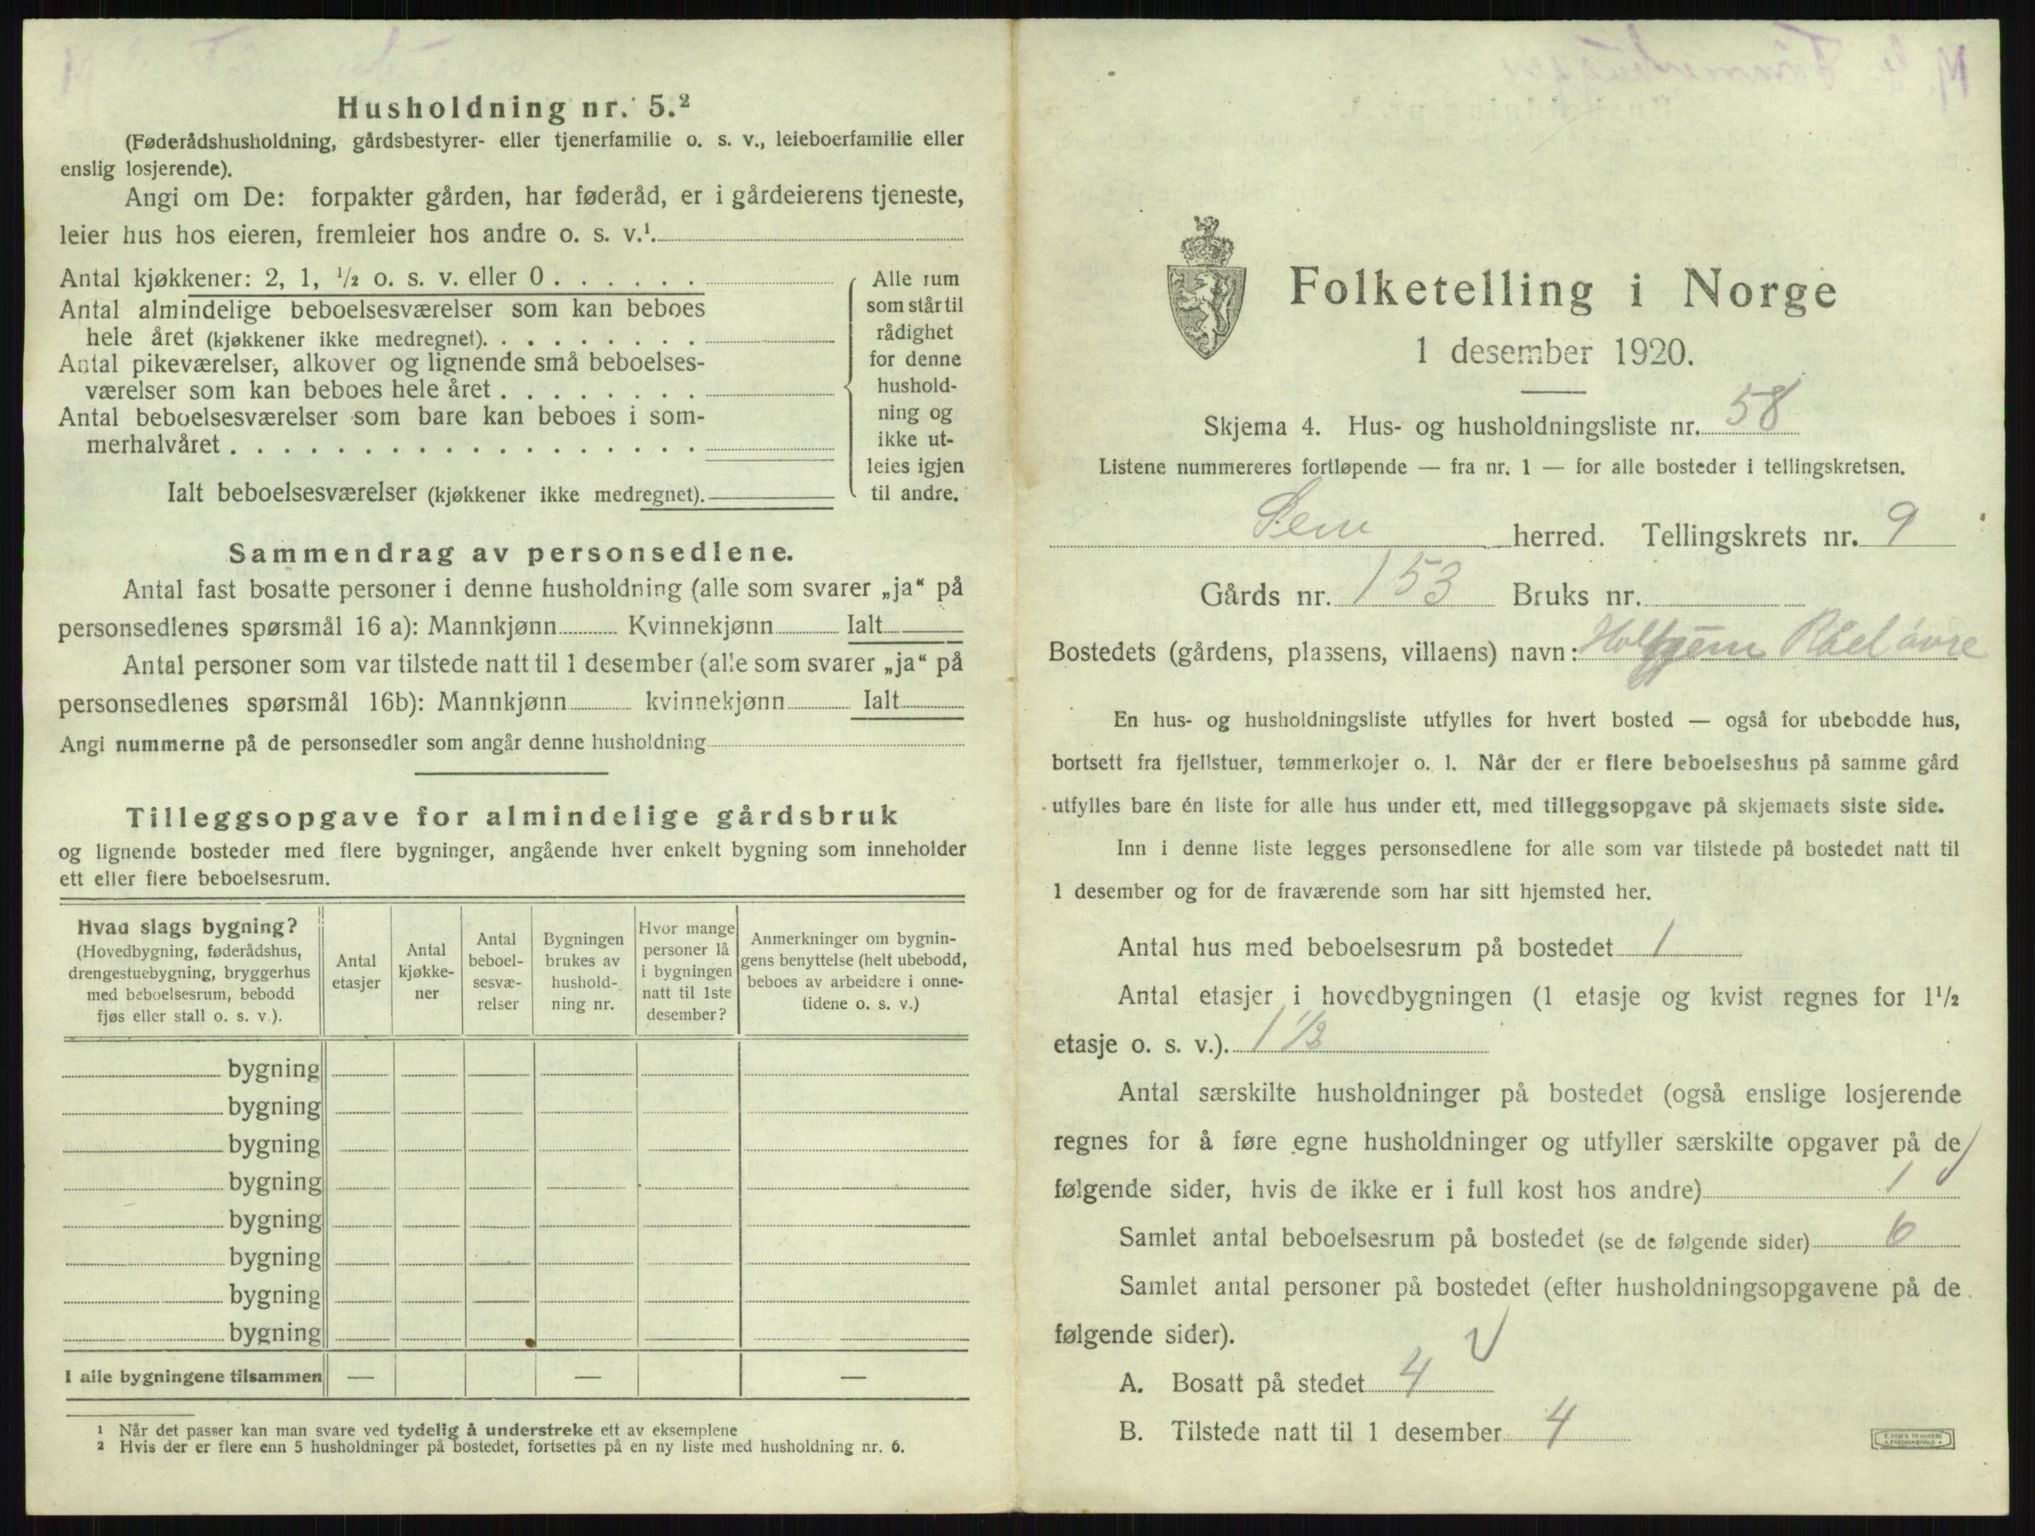 Husholdning nr. 5.²
(Føderådshusholdning, gårdsbestyrer- eller tjenerfamilie o. s. v., leieboerfamilie eller
enslig losjerende).
Angi om De: forpakter gården, har føderåd, er i gårdeierens tjeneste,
leier hus hos eieren, fremleier hos andre o. s. v.¹.
Antal kjøkkener: 2, 1, ½ o. s. v. eller 0 . . . . . .
Antal almindelige beboelsesværelser som kan beboes
hele året (kjøkkener ikke medregnet). . . . . . . . .
Antal pikeværelser, alkover og lignende små beboelses-
værelser som kan beboes hele året . . . . . . . .
Antal beboelsesværelser som bare kan beboes i som-
merhalvåret . . . . . . . . . . . . . . . . . .
Ialt beboelsesværelser (kjøkkener ikke medregnet).
Alle rum
som står til
rådighet
for denne
hushold-
ning og
ikke ut-
leies igjen
til andre.
Sammendrag av personsedlene.
Antal fast bosatte personer i denne husholdning (alle som svarer „ja“ på
personsedlenes spørsmål 16 a): Mannkjønn Kvinnekjønn Ialt
Antal personer som var tilstede natt til 1 desember (alle som svarer „ja“ på
personsedlenes spørsmål 16b): Mannkjønn kvinnekjønn Ialt
Angi nummerne på de personsedler som angår denne husholdning
Tilleggsopgave for almindelige gårdsbruk
og lignende bosteder med flere bygninger, angående hver enkelt bygning som inneholder
ett eller flere beboelsesrum.
Hvad slags bygning?
(Hovedbygning, føderådshus,
drengestuebygning, bryggerhus
med beboelsesrum, bebodd
fjøs eller stall o. s. v.).
Antal
etasjer
Antal
kjøkke-
ner
Antal
beboel-
sesvæ-
relser
Bygningen
brukes av
hushold-
ning nr.
Hvor mange
personer lå
i bygningen
natt til 1ste
desember?
Anmerkninger om bygnin-
gens benyttelse (helt ubebodd,
beboes av arbeidere i onne-
tidene o. s. v.)
bygning
bygning
bygning
bygning
bygning
bygning
bygning
bygning
I alle bygningene tilsammen — — —
¹ Når det passer kan man svare ved tydelig å understreke ett av eksemplene
² Hvis der er flere enn 5 husholdninger på bostedet, fortsettes på en ny liste med husholdning nr. 6.
Folketelling i Norge
1 desember 1920.
Skjema 4. Hus- og husholdningsliste nr. 58
Listene nummereres fortløpende — fra nr. 1 — for alle bosteder i tellingskretsen.
Sem herred. Tellingskrets nr. 9
Gårds nr. 153 Bruks nr.
Bostedets (gårdens, plassens, villaens) navn: Råel øvre
En hus- og husholdningsliste utfylles for hvert bosted — også for ubebodde hus,
bortsett fra fjellstuer, tømmerkojer o. l. Når der er flere beboelseshus på samme gård
utfylles bare én liste for alle hus under ett, med tilleggsopgave på skjemaets siste side.
Inn i denne liste legges personsedlene for alle som var tilstede på bostedet natt til
1 desember og for de fraværende som har sitt hjemsted her.
Antal hus med beboelsesrum på bostedet 1
Antal etasjer i hovedbygningen (1 etasje og kvist regnes for 1½
etasje o. s. v.). 1 ½
Antal særskilte husholdninger på bostedet (også enslige losjerende
regnes for å føre egne husholdninger og utfyller særskilte opgaver på de
følgende sider, hvis de ikke er i full kost hos andre) 1
Samlet antal beboelsesrum på bostedet (se de følgende sider) 6
Samlet antal personer på bostedet (efter husholdningsopgavene på de
følgende sider).
A. Bosatt på stedet 4
B. Tilstede natt til 1 desember 4